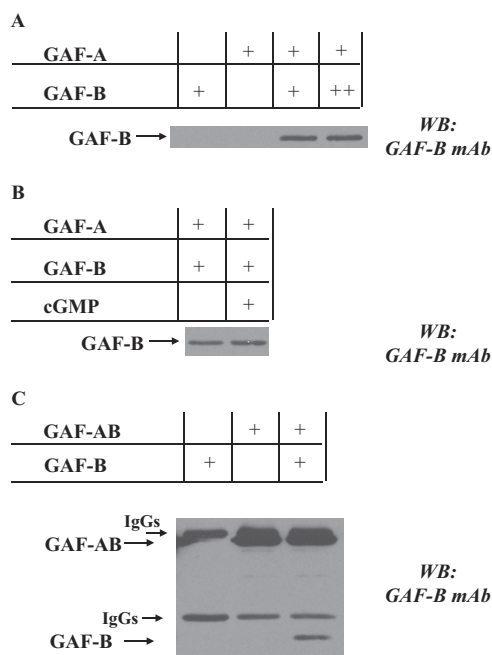 A
GAF-A + + +
GAF-B + + ++
GAF-B
WB:
GAF-B mAb
B
GAF-A + +
GAF-B + +
cGMP +
GAF-B
WB:
GAF-B mAb
C
GAF-AB + +
GAF-B + +
IgGs
GAF-AB
IgGs
GAF-B
WB:
GAF-B mAb